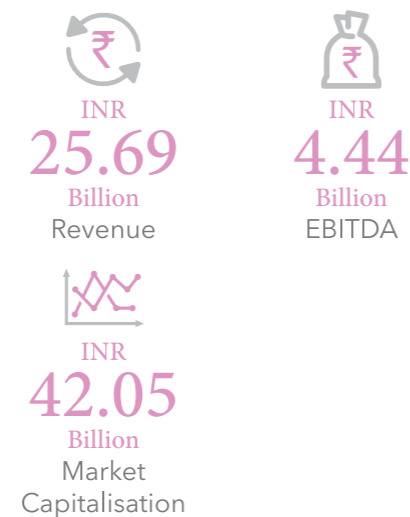 ₹
INR
25.69
Billion
Revenue
₹
INR
4.44
Billion
EBITDA
INR
42.05
Billion
Market
Capitalisation